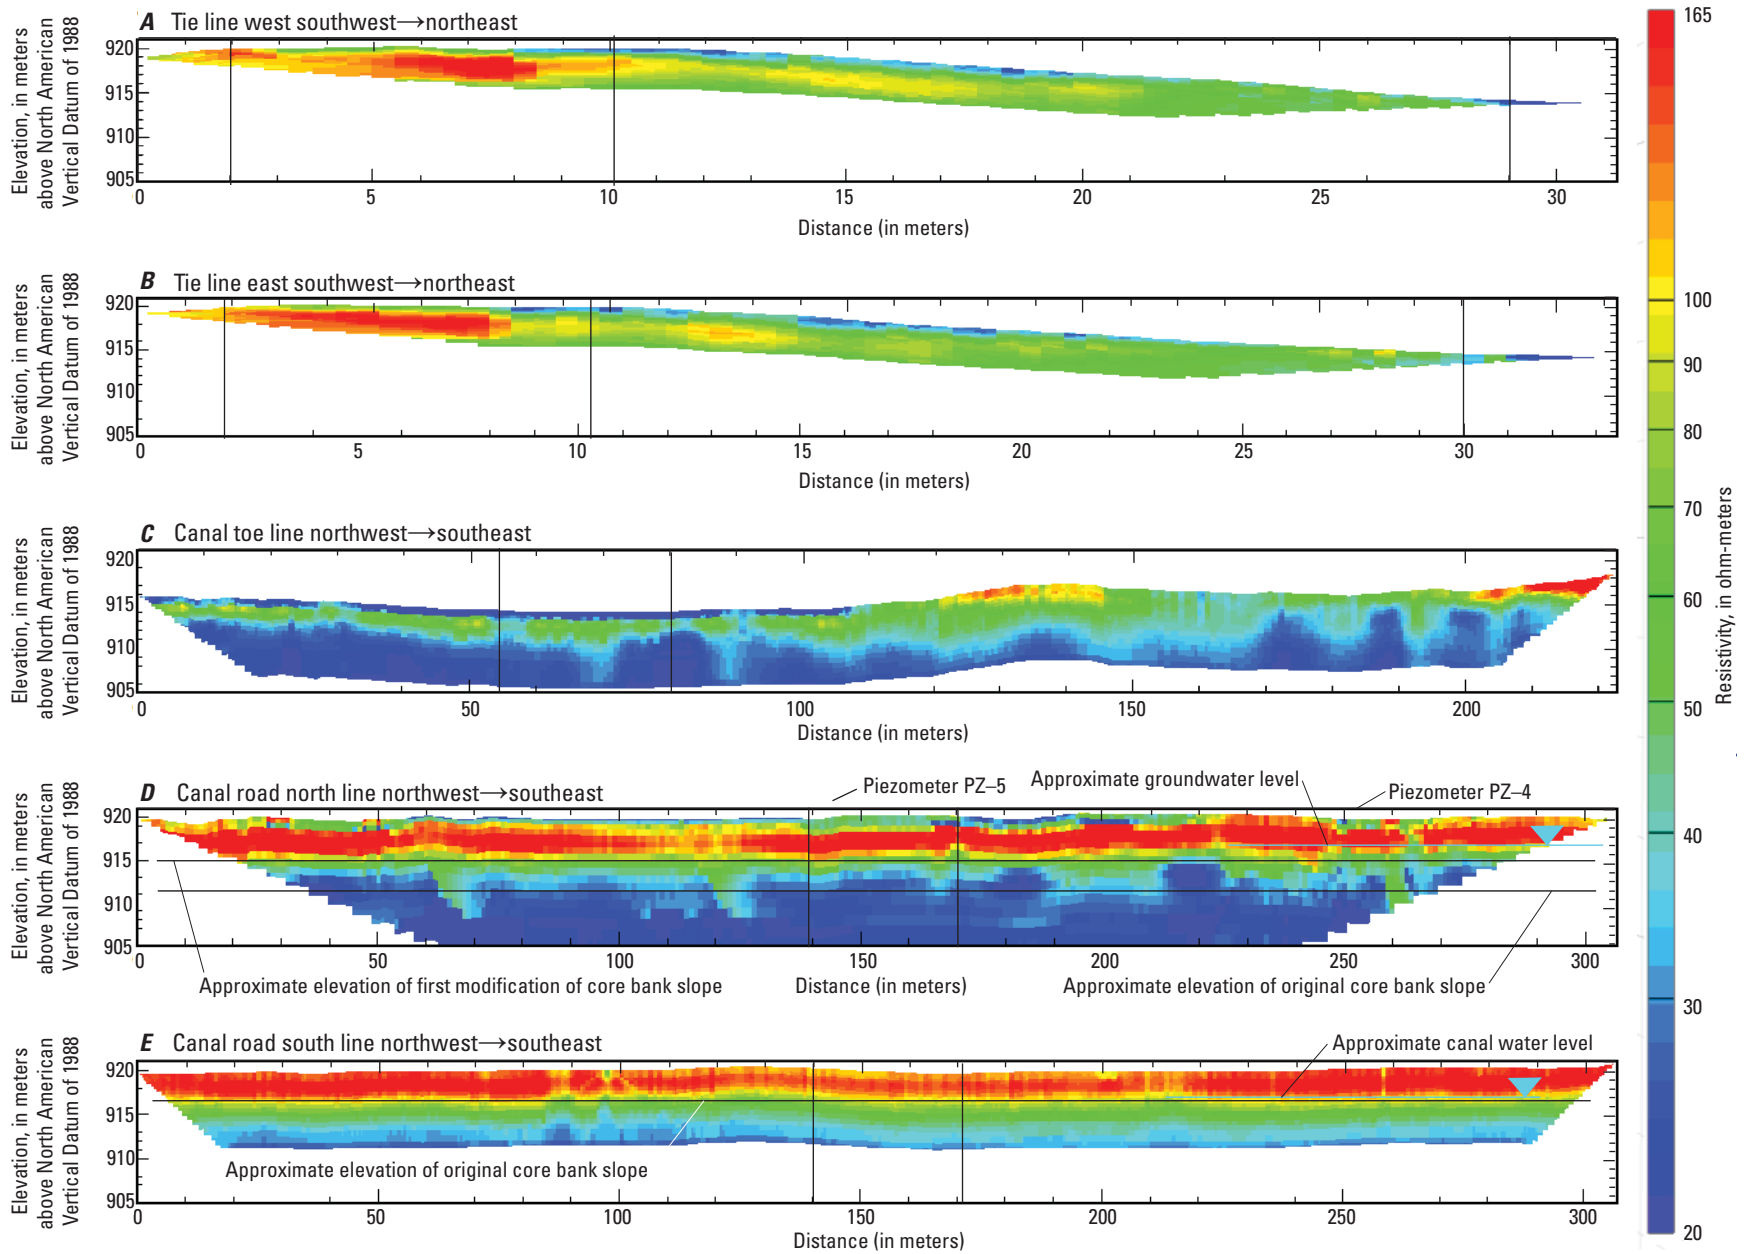 A Tie line west southwest→northeast
Elevation, in meters
above North American
Vertical Datum of 1988
920
915
910
905
0 5 10 15 20 25 30
Distance (in meters)
B Tie line east southwest→northeast
Elevation, in meters
above North American
Vertical Datum of 1988
920
915
910
905
0 5 10 15 20 25 30
Distance (in meters)
C Canal toe line northwest→southeast
Elevation, in meters
above North American
Vertical Datum of 1988
920
915
910
905
0 50 100 150 200
Distance (in meters)
D Canal road north line northwest→southeast
Piezometer PZ–5
Approximate groundwater level
Piezometer PZ–4
Elevation, in meters
above North American
Vertical Datum of 1988
920
915
910
905
0 50 100 150 200 250 300
Approximate elevation of first modification of core bank slope
Distance (in meters)
Approximate elevation of original core bank slope
E Canal road south line northwest→southeast
Approximate canal water level
Elevation, in meters
above North American
Vertical Datum of 1988
920
915
910
905
Approximate elevation of original core bank slope
0 50 100 150 200 250 300
Distance (in meters)
165
100
90
80
70
60
50
40
30
20
Resistivity, in ohm-meters